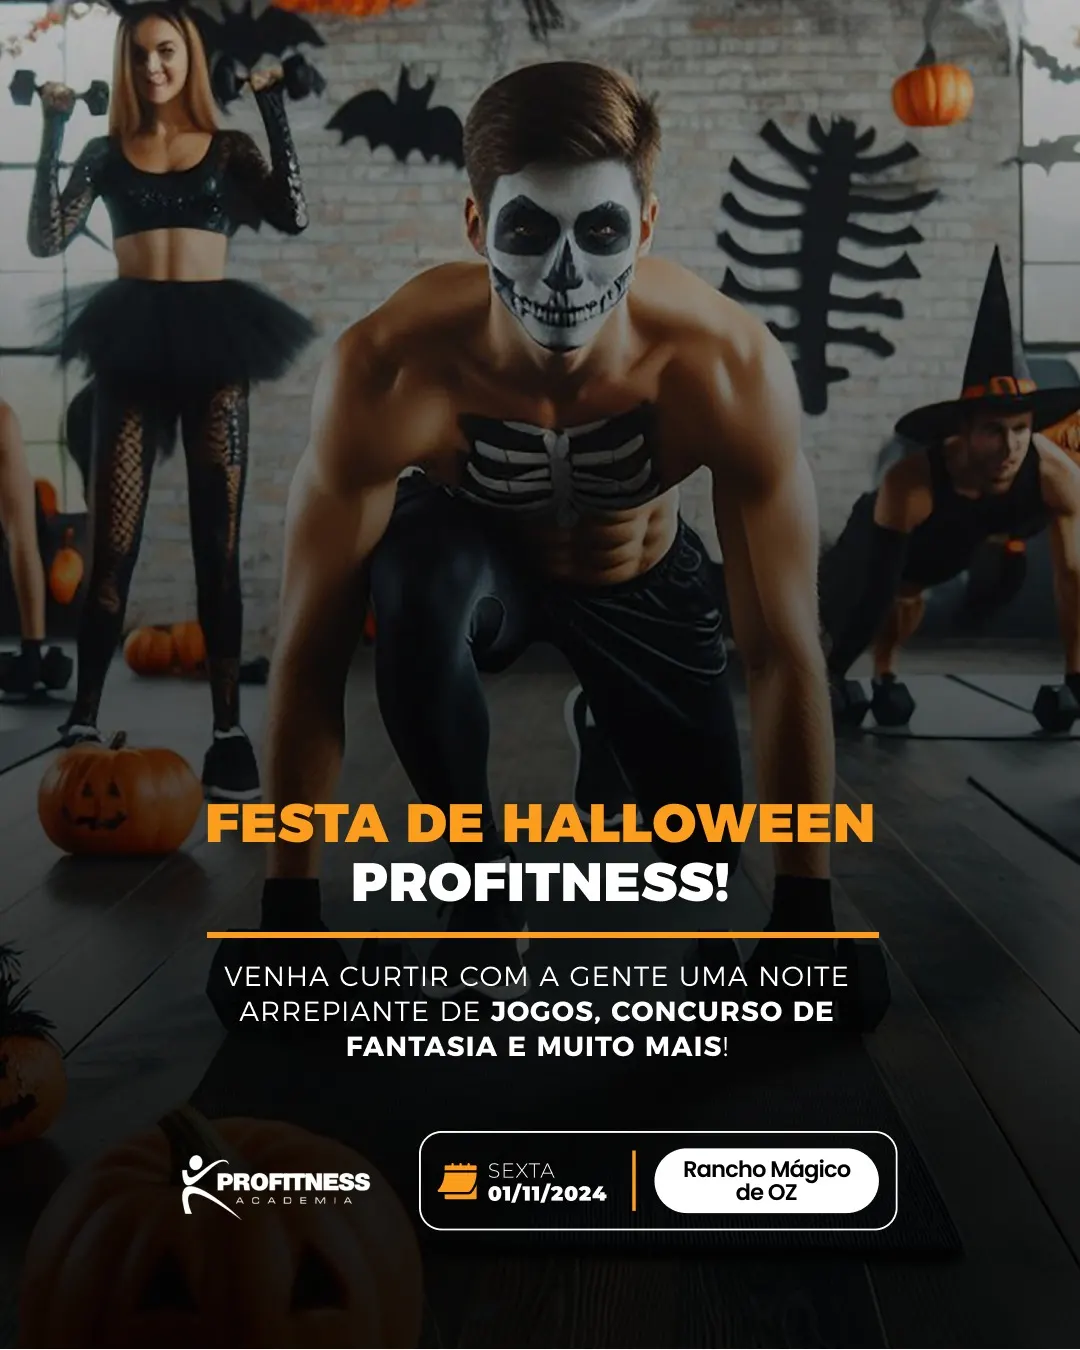 FESTA DE HALLOWEEN
PROFITNESS!
VENHA CURTIR COM A GENTE UMA NOITE
ARREPIANTE DE JOGOS, CONCURSO DE
FANTASIA E MUITO MAIS!
PROFITNESS
ACADEMIA
SEXTA
01/11/2024
Rancho Mágico
de OZ